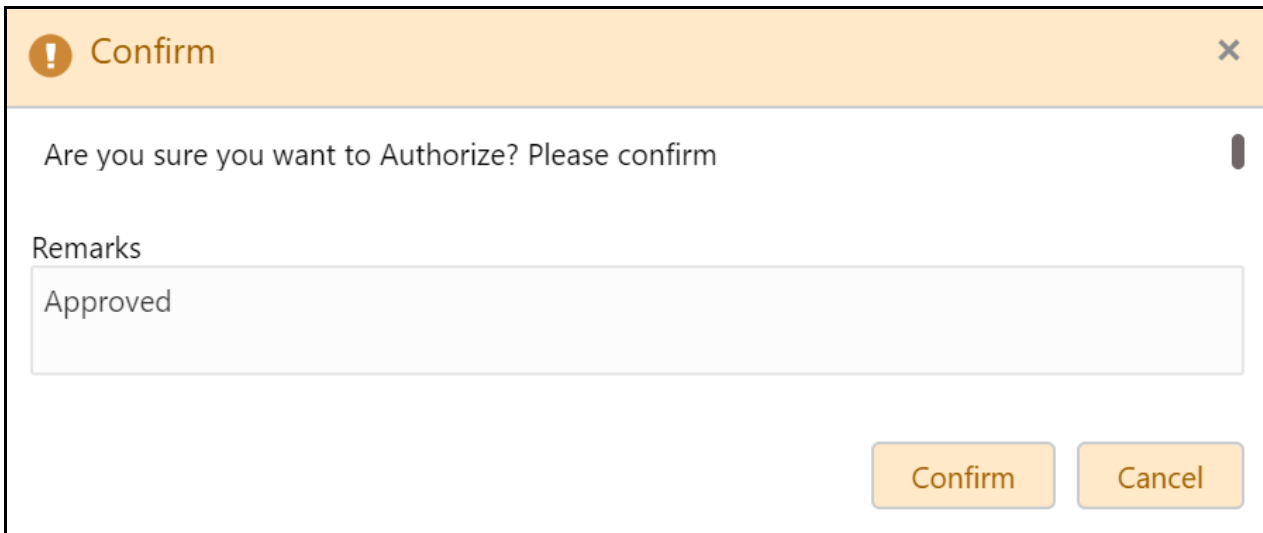 Confirm
Are you sure you want to Authorize? Please confirm
Remarks
Approved
Confirm Cancel